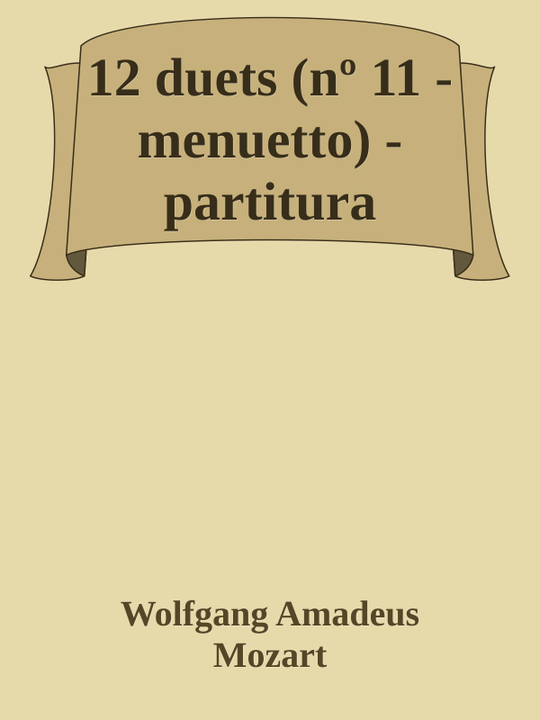 12 duets (nº 11 -
menuetto) -
partitura
Wolfgang Amadeus
Mozart